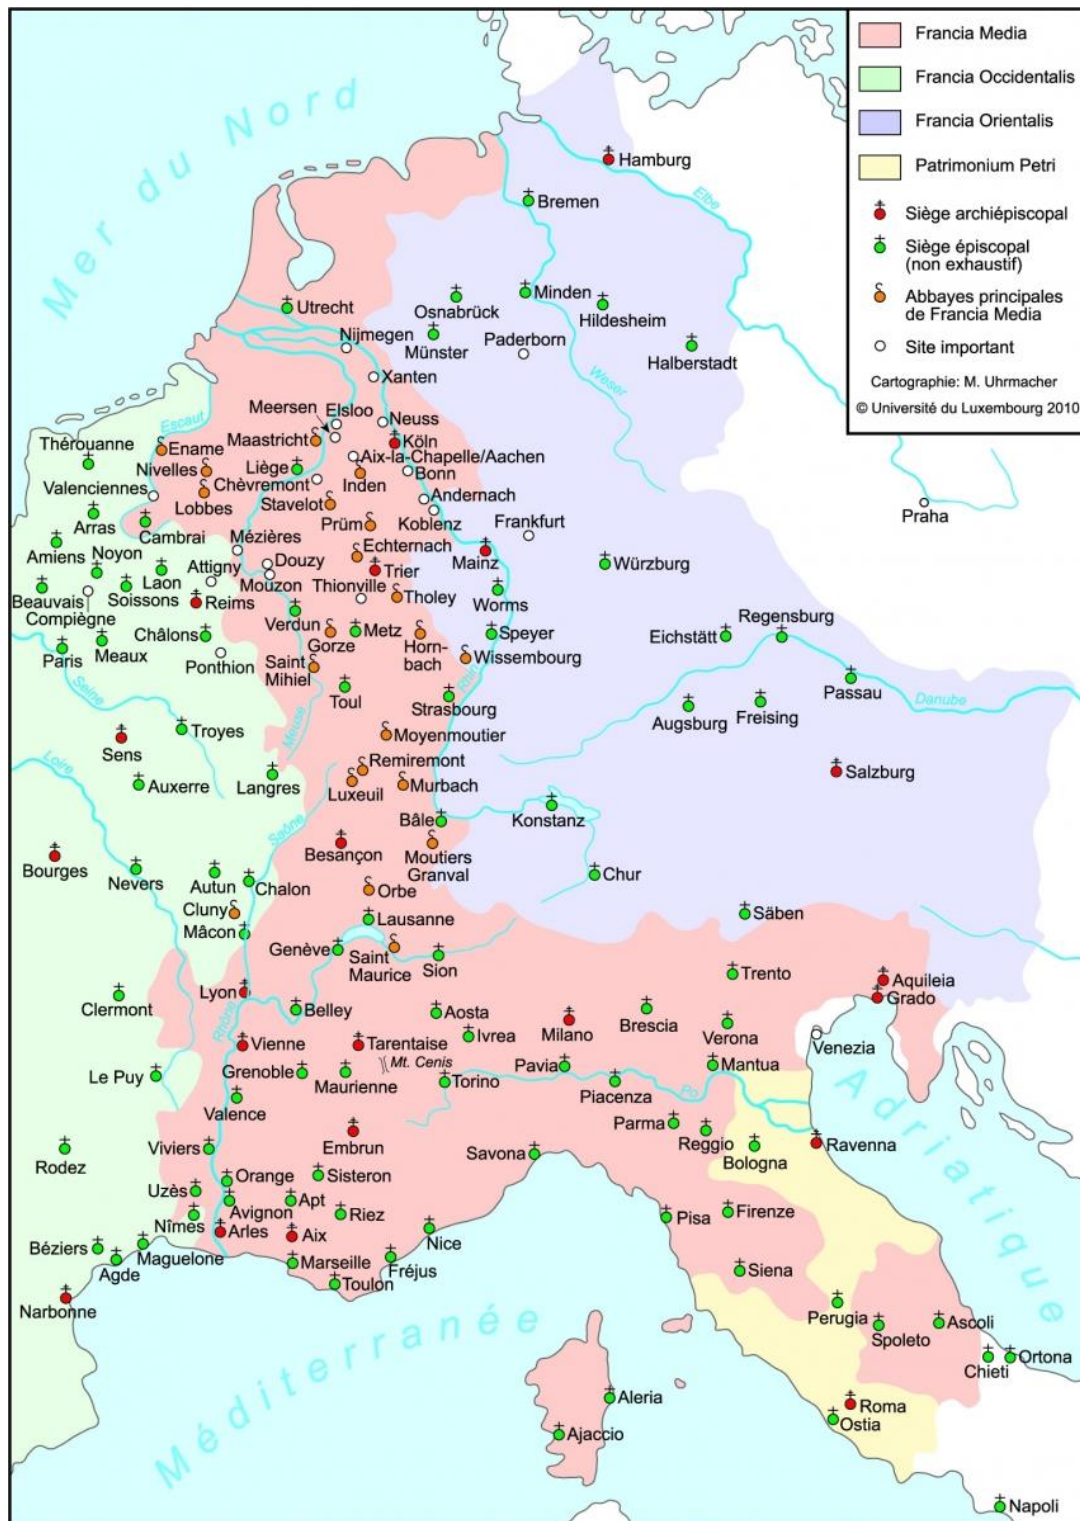 Francia Media
Francia Occidentalis
Francia Orientalis
Patrimonium Petri
Siège archiépiscopal
Siège épiscopal
(non exhaustif)
Abbayes principales
de Francia Media
Site important
Cartographie: M. Uhrmacher
© Université du Luxembourg 2010
Mer du Nord
Hamburg
Elbe
Bremen
Utrecht
Osnabrück
Minden
Hildesheim
Nijmegen
Münster
Paderborn
Halberstadt
Weser
Xanten
Meersen
Elsloo
Neuss
Escaut
Thérouanne
Ename
Maastricht
Köln
Nivelles
Liège
Aix-la-Chapelle/Aachen
Chèvremont
Inden
Bonn
Valenciennes
Lobbes
Stavelot
Andernach
Arras
Cambrai
Prüm
Koblenz
Frankfurt
Praha
Amiens
Noyon
Mézières
Echternach
Mainz
Attigny
Douzy
Trier
Würzburg
Beauvais
Laon
Mouzon
Thionville
Tholey
Worms
Compiègne
Soissons
Reims
Verdun
Metz
Speyer
Regensburg
Châlons
Gorze
Horn-
bach
Eichstätt
Paris
Meaux
Ponthion
Saint
Mihiel
Wissembourg
Rhin
Passau
Seine
Toul
Strasbourg
Augsburg
Freising
Danube
Meuse
Troyes
Moyenmoutier
Sens
Loire
Remiremont
Salzburg
Auxerre
Langres
Luxeuil
Murbach
Konstanz
Saône
Bâle
Besançon
Moutiers
Granval
Bourges
Nevers
Autun
Chalon
Chur
Orbe
Cluny
Lausanne
Säben
Mâcon
Genève
Saint
Maurice
Sion
Trento
Aquileia
Lyon
Grado
Clermont
Belley
Aosta
Brescia
Rhône
Milano
Verona
Venezia
Vienne
Tarentaise
Ivrea
Mt. Cenis
Pavia
Mantua
Le Puy
Grenoble
Maurienne
Torino
Piacenza
Po
Valence
Parma
Embrun
Reggio
Ravenna
Rodez
Viviers
Savona
Bologna
Adriatique
Orange
Sisteron
Uzès
Avignon
Apt
Riez
Pisa
Firenze
Nîmes
Arles
Aix
Nice
Béziers
Maguelone
Agde
Marseille
Fréjus
Siena
Toulon
Narbonne
Perugia
Spoleto
Ascoli
Méditerranée
Chieti
Ortona
Aleria
Roma
Ostia
Ajaccio
Napoli